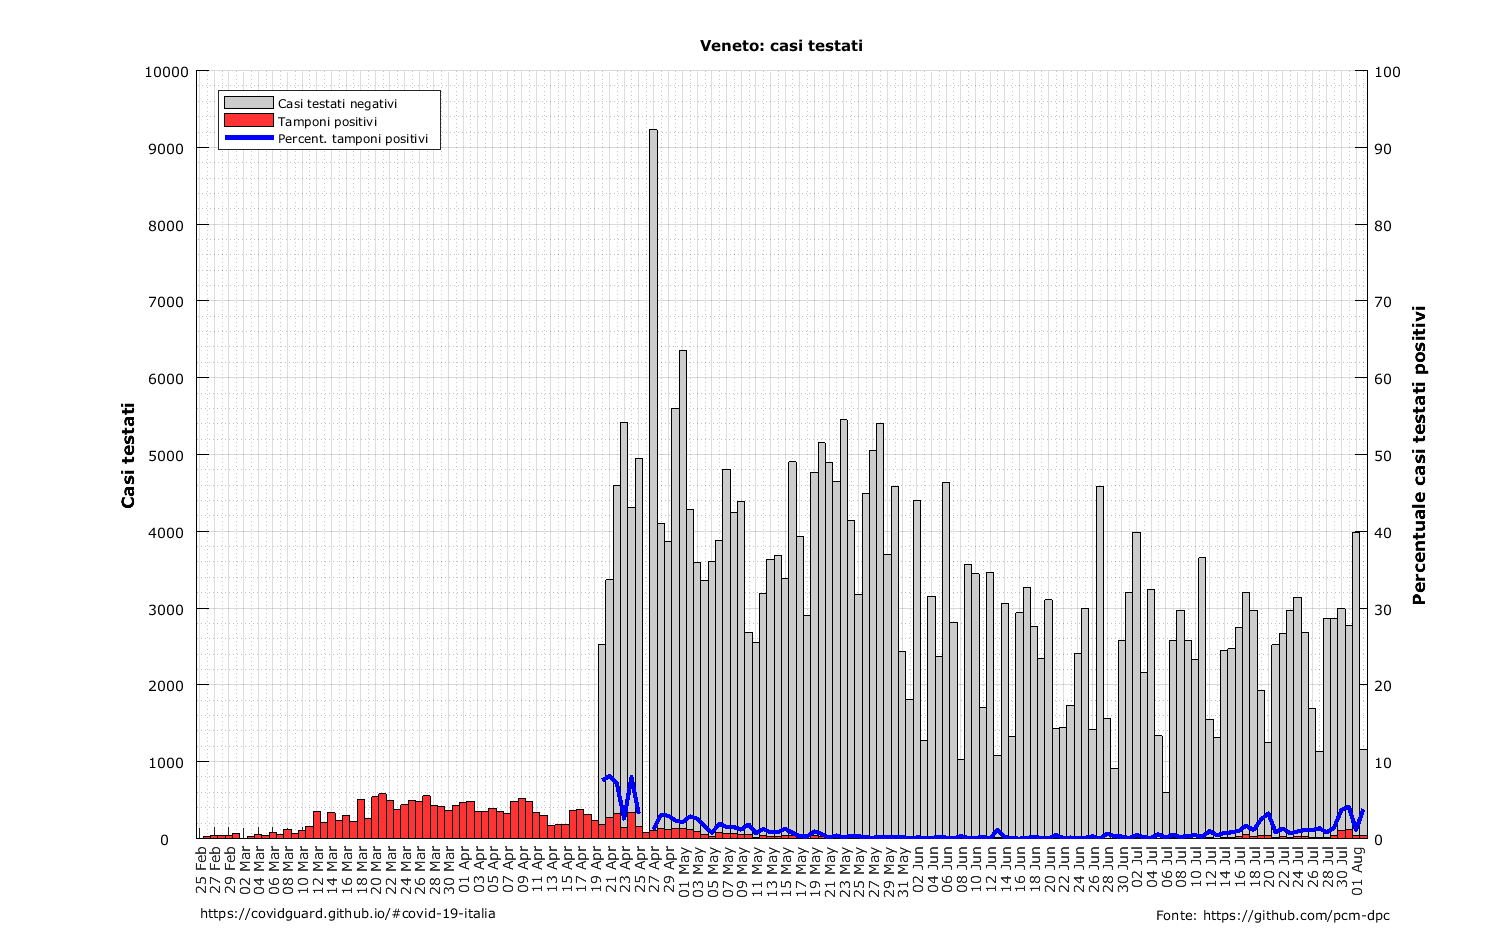 Veneto: casi testati
Casi testati negativi
Tamponi positivi
Percent. tamponi positivi
10000
9000
8000
7000
6000
5000
4000
3000
2000
1000
0
100
90
80
70
60
50
40
30
20
10
0
Casi testati
Percentuale casi testati positivi
25 Feb
27 Feb
29 Feb
02 Mar
04 Mar
06 Mar
08 Mar
10 Mar
12 Mar
14 Mar
16 Mar
18 Mar
20 Mar
22 Mar
24 Mar
26 Mar
28 Mar
30 Mar
01 Apr
03 Apr
05 Apr
07 Apr
09 Apr
11 Apr
13 Apr
15 Apr
17 Apr
19 Apr
21 Apr
23 Apr
25 Apr
27 Apr
29 Apr
01 May
03 May
05 May
07 May
09 May
11 May
13 May
15 May
17 May
19 May
21 May
23 May
25 May
27 May
29 May
31 May
02 Jun
04 Jun
06 Jun
08 Jun
10 Jun
12 Jun
14 Jun
16 Jun
18 Jun
20 Jun
22 Jun
24 Jun
26 Jun
28 Jun
30 Jun
02 Jul
04 Jul
06 Jul
08 Jul
10 Jul
12 Jul
14 Jul
16 Jul
18 Jul
20 Jul
22 Jul
24 Jul
26 Jul
28 Jul
30 Jul
01 Aug
https://covidguard.github.io/#covid-19-italia
Fonte: https://github.com/pcm-dpc